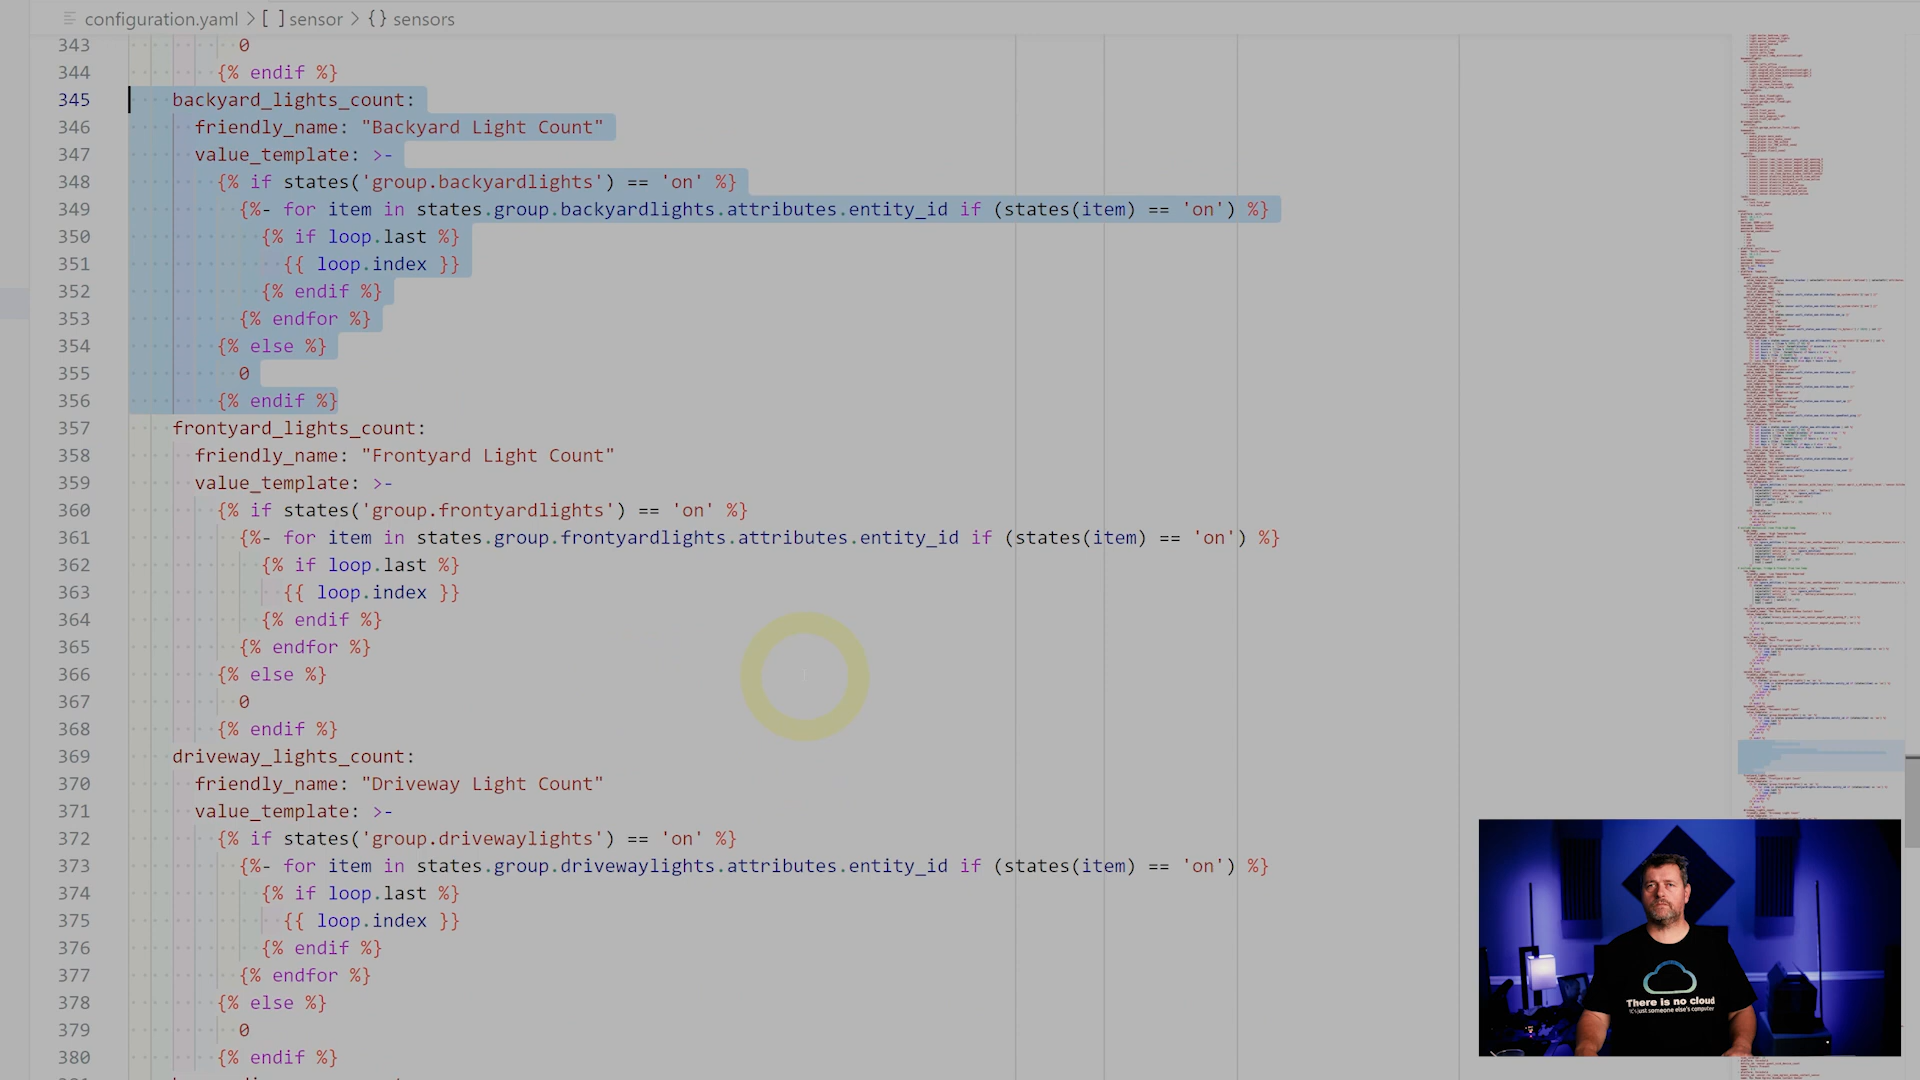 configuration.yaml > [ ] sensor > {} sensors
343 0
344 {% endif %}
345 backyard_lights_count:
346 friendly_name: "Backyard Light Count"
347 value_template: >-
348 {% if states('group.backyardlights') == 'on' %}
349 {%- for item in states.group.backyardlights.attributes.entity_id if (states(item) == 'on') %}
350 {% if loop.last %}
351 {{ loop.index }}
352 {% endif %}
353 {% endfor %}
354 {% else %}
355 0
356 {% endif %}
357 frontyard_lights_count:
358 friendly_name: "Frontyard Light Count"
359 value_template: >-
360 {% if states('group.frontyardlights') == 'on' %}
361 {%- for item in states.group.frontyardlights.attributes.entity_id if (states(item) == 'on') %}
362 {% if loop.last %}
363 {{ loop.index }}
364 {% endif %}
365 {% endfor %}
366 {% else %}
367 0
368 {% endif %}
369 driveway_lights_count:
370 friendly_name: "Driveway Light Count"
371 value_template: >-
372 {% if states('group.drivewaylights') == 'on' %}
373 {%- for item in states.group.drivewaylights.attributes.entity_id if (states(item) == 'on') %}
374 {% if loop.last %}
375 {{ loop.index }}
376 {% endif %}
377 {% endfor %}
378 {% else %}
379 0
380 {% endif %}
There is no cloud
it's just someone else's computer